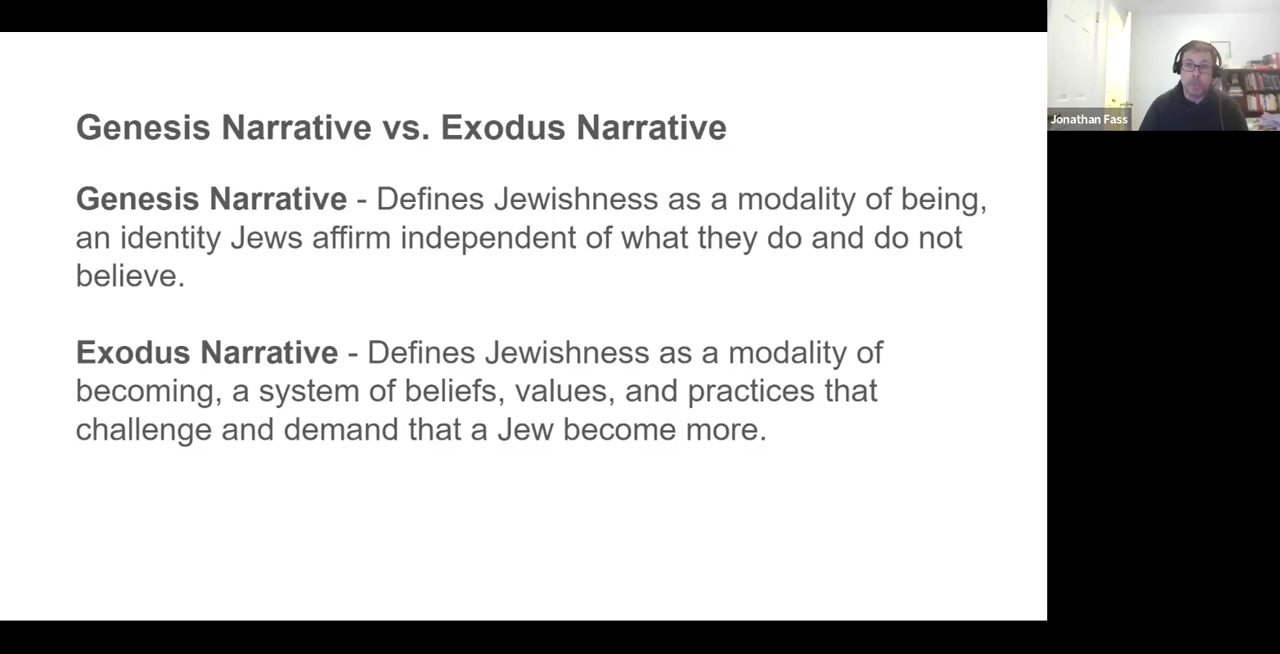 Genesis Narrative vs. Exodus Narrative
Genesis Narrative - Defines Jewishness as a modality of being,
an identity Jews affirm independent of what they do and do not
believe.
Exodus Narrative - Defines Jewishness as a modality of
becoming, a system of beliefs, values, and practices that
challenge and demand that a Jew become more.
Jonathan Fass